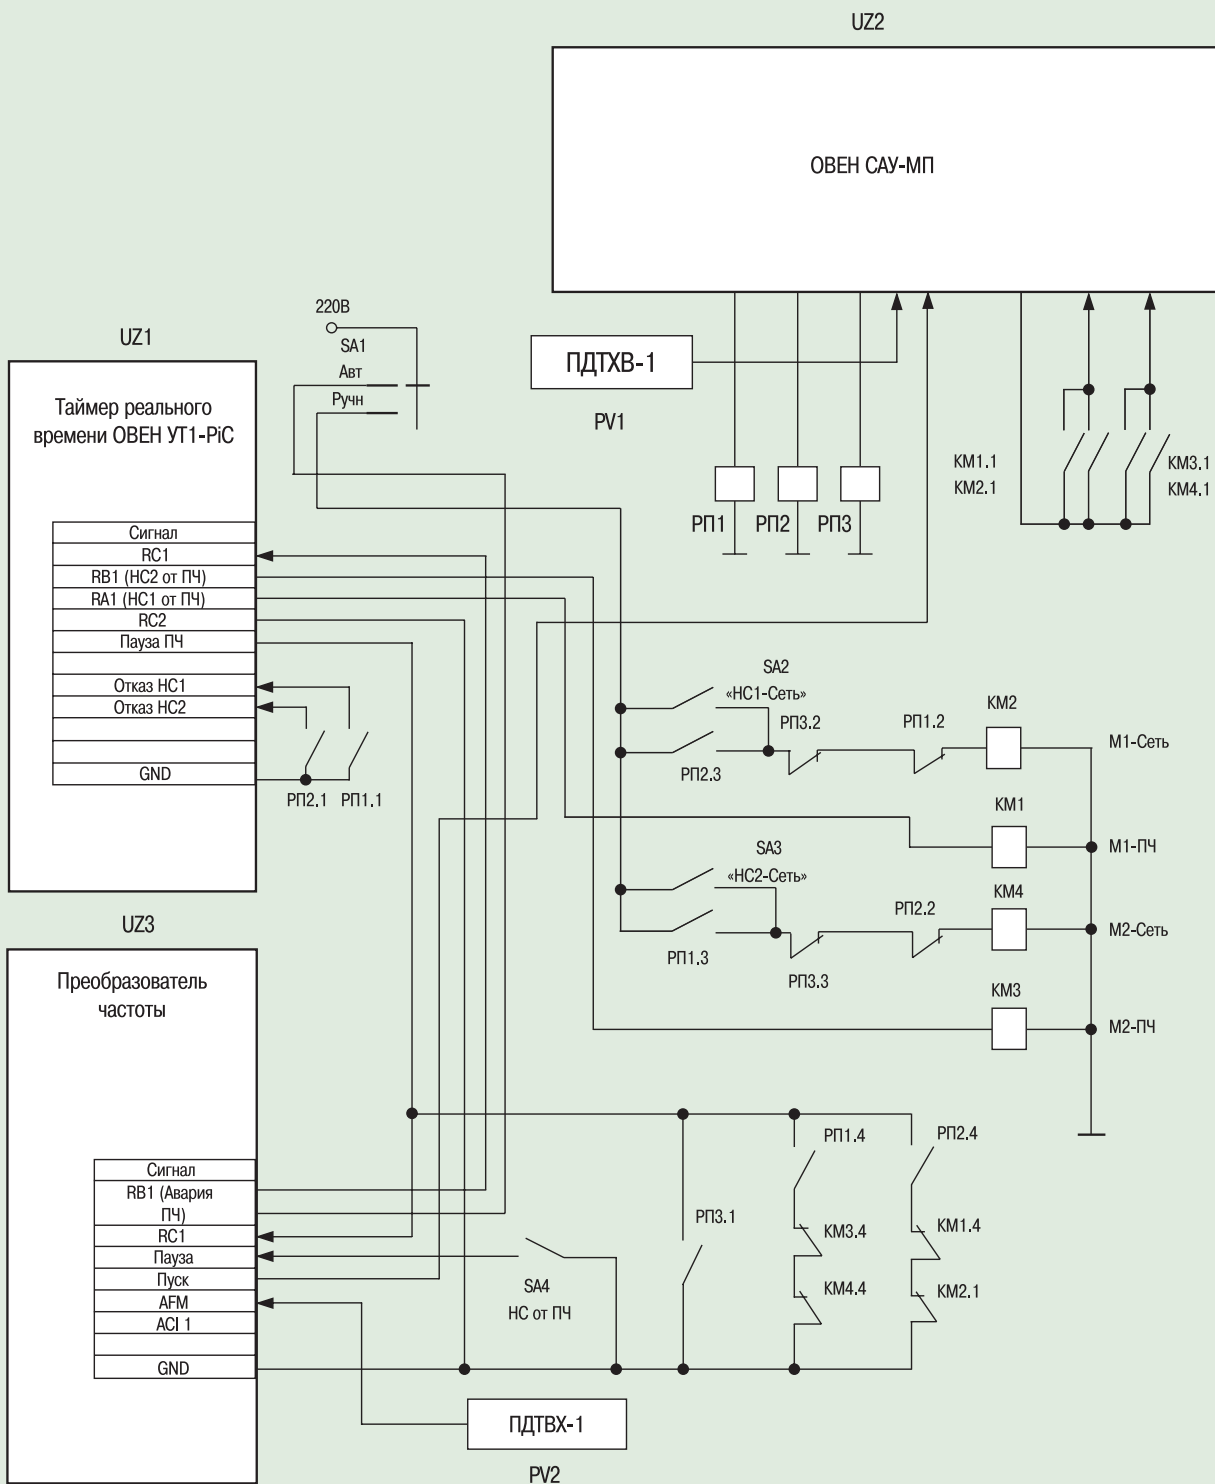 UZ2
ОВЕН САУ-МП
220В
SA1
Авт
Ручн
UZ1
Таймер реального
времени ОВЕН УТ1-PiC
Сигнал
RC1
RB1 (НС2 от ПЧ)
RA1 (НС1 от ПЧ)
RC2
Пауза ПЧ
Отказ НС1
Отказ НС2
GND
РП2.1
РП1.1
ПДТХВ-1
PV1
РП1
РП2
РП3
КМ1.1
КМ2.1
КМ3.1
КМ4.1
SA2
«НС1-Сеть»
РП3.2
РП1.2
КМ2
М1-Сеть
РП2.3
КМ1
М1-ПЧ
SA3
«НС2-Сеть»
РП2.2
КМ4
М2-Сеть
РП1.3
РП3.3
КМ3
М2-ПЧ
UZ3
Преобразователь
частоты
Сигнал
RB1 (Авария
ПЧ)
RC1
Пауза
Пуск
AFM
ACI 1
GND
SA4
НС от ПЧ
РП3.1
РП1.4
КМ3.4
КМ4.4
РП2.4
КМ1.4
КМ2.1
ПДТВХ-1
PV2